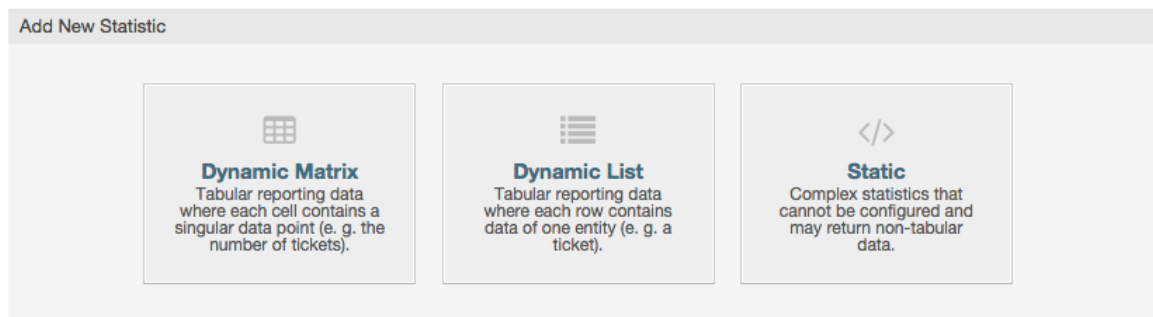 Add New Statistic
Dynamic Matrix
Tabular reporting data
where each cell contains a
singular data point (e. g. the
number of tickets).
Dynamic List
Tabular reporting data
where each row contains
data of one entity (e. g. a
ticket).
Static
Complex statistics that
cannot be configured and
may return non-tabular
data.